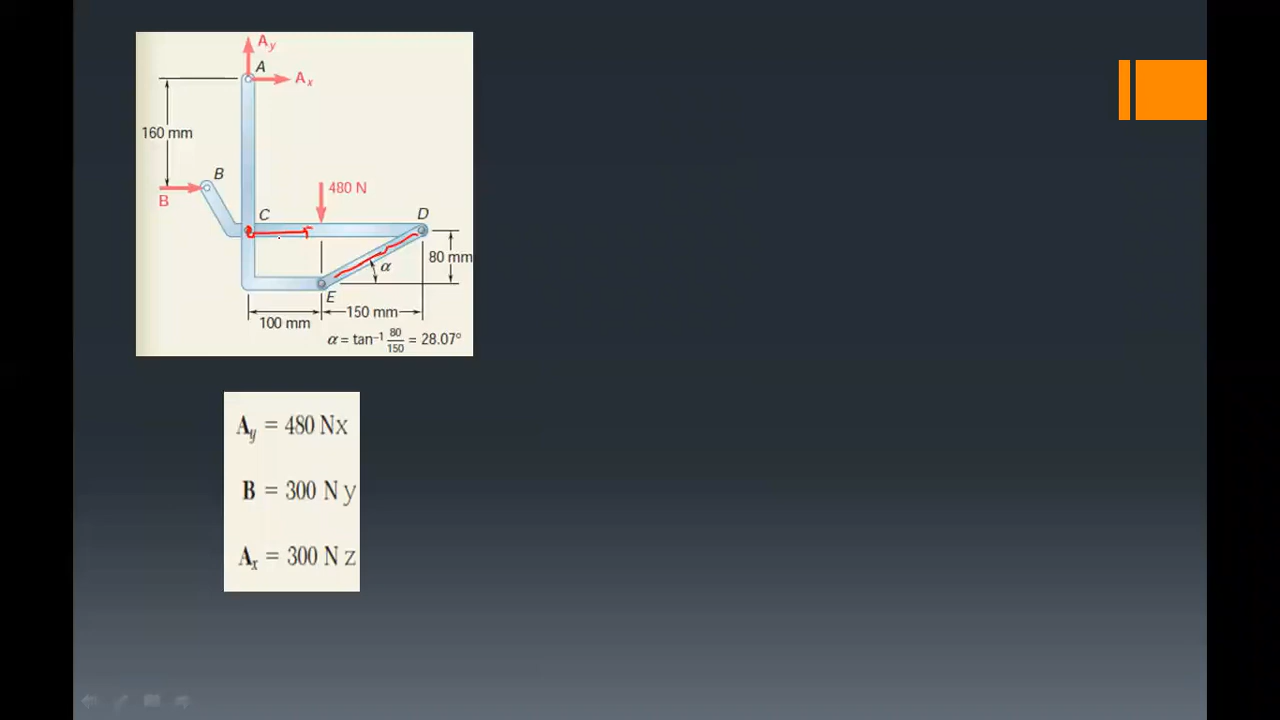 Ay
A
Ax
160 mm
B
B
480 N
C
D
80 mm
α
E
150 mm
100 mm
α = tan⁻¹ 80/150 = 28.07°
Ay = 480 Nx
B = 300 N y
Ax = 300 N z